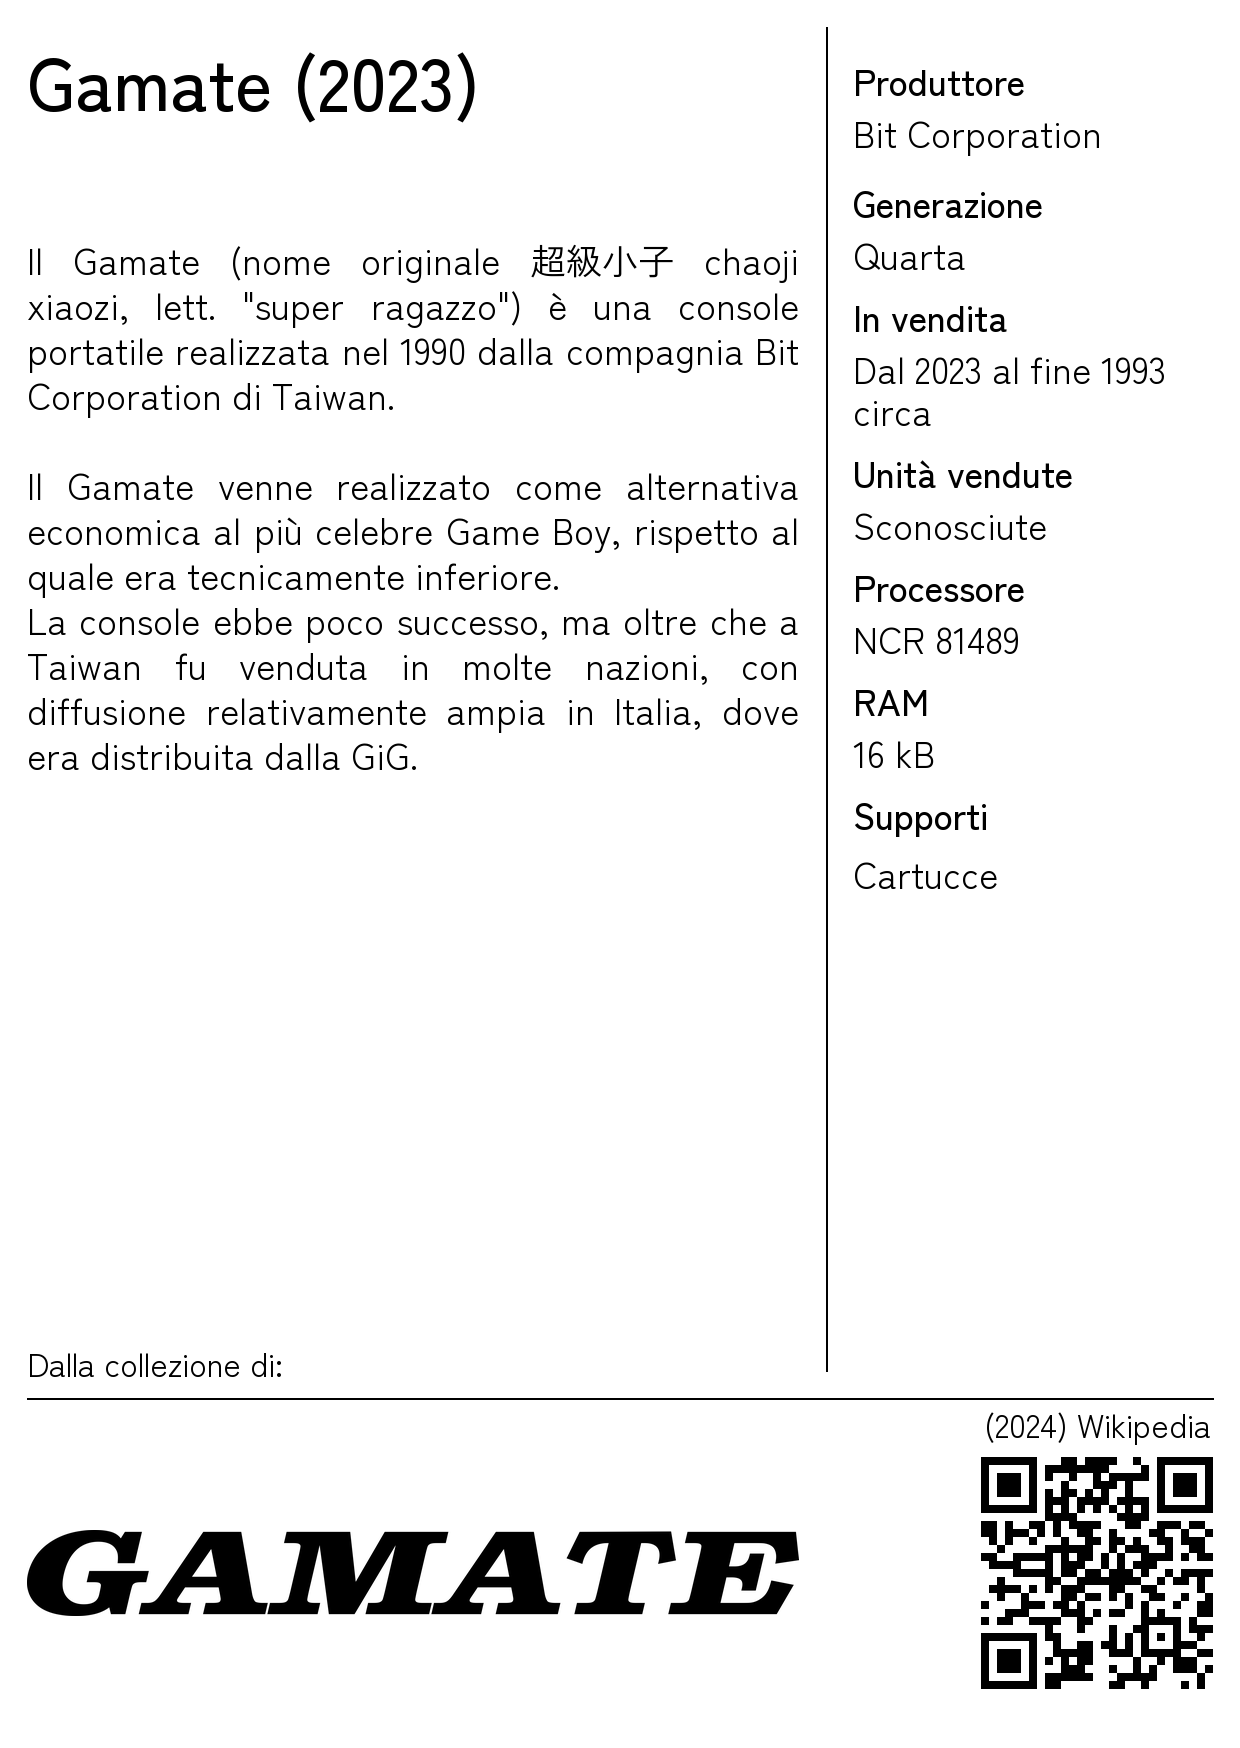 Gamate (2023)
Il Gamate (nome originale 超級小子 chaoji
xiaozi, lett. "super ragazzo") è una console
portatile realizzata nel 1990 dalla compagnia Bit
Corporation di Taiwan.
Il Gamate venne realizzato come alternativa
economica al più celebre Game Boy, rispetto al
quale era tecnicamente inferiore.
La console ebbe poco successo, ma oltre che a
Taiwan fu venduta in molte nazioni, con
diffusione relativamente ampia in Italia, dove
era distribuita dalla GiG.
Dalla collezione di:
Produttore
Bit Corporation
Generazione
Quarta
In vendita
Dal 2023 al fine 1993
circa
Unità vendute
Sconosciute
Processore
NCR 81489
RAM
16 kB
Supporti
Cartucce
(2024) Wikipedia
GAMATE